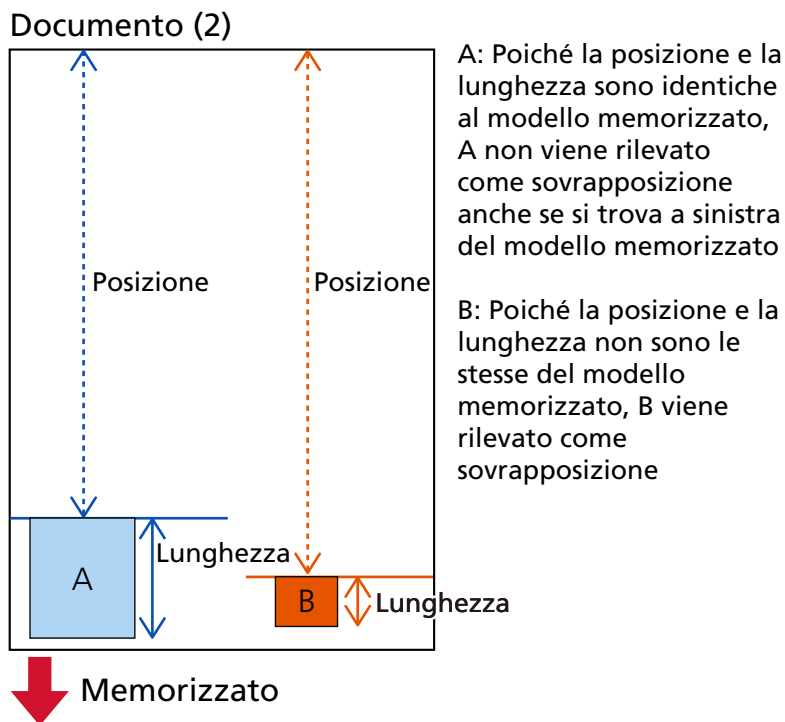 Documento (2)
A: Poiché la posizione e la
lunghezza sono identiche
al modello memorizzato,
A non viene rilevato
come sovrapposizione
anche se si trova a sinistra
del modello memorizzato
Posizione
Posizione
B: Poiché la posizione e la
lunghezza non sono le
stesse del modello
memorizzato, B viene
rilevato come
sovrapposizione
Lunghezza
A
B
Lunghezza
Memorizzato